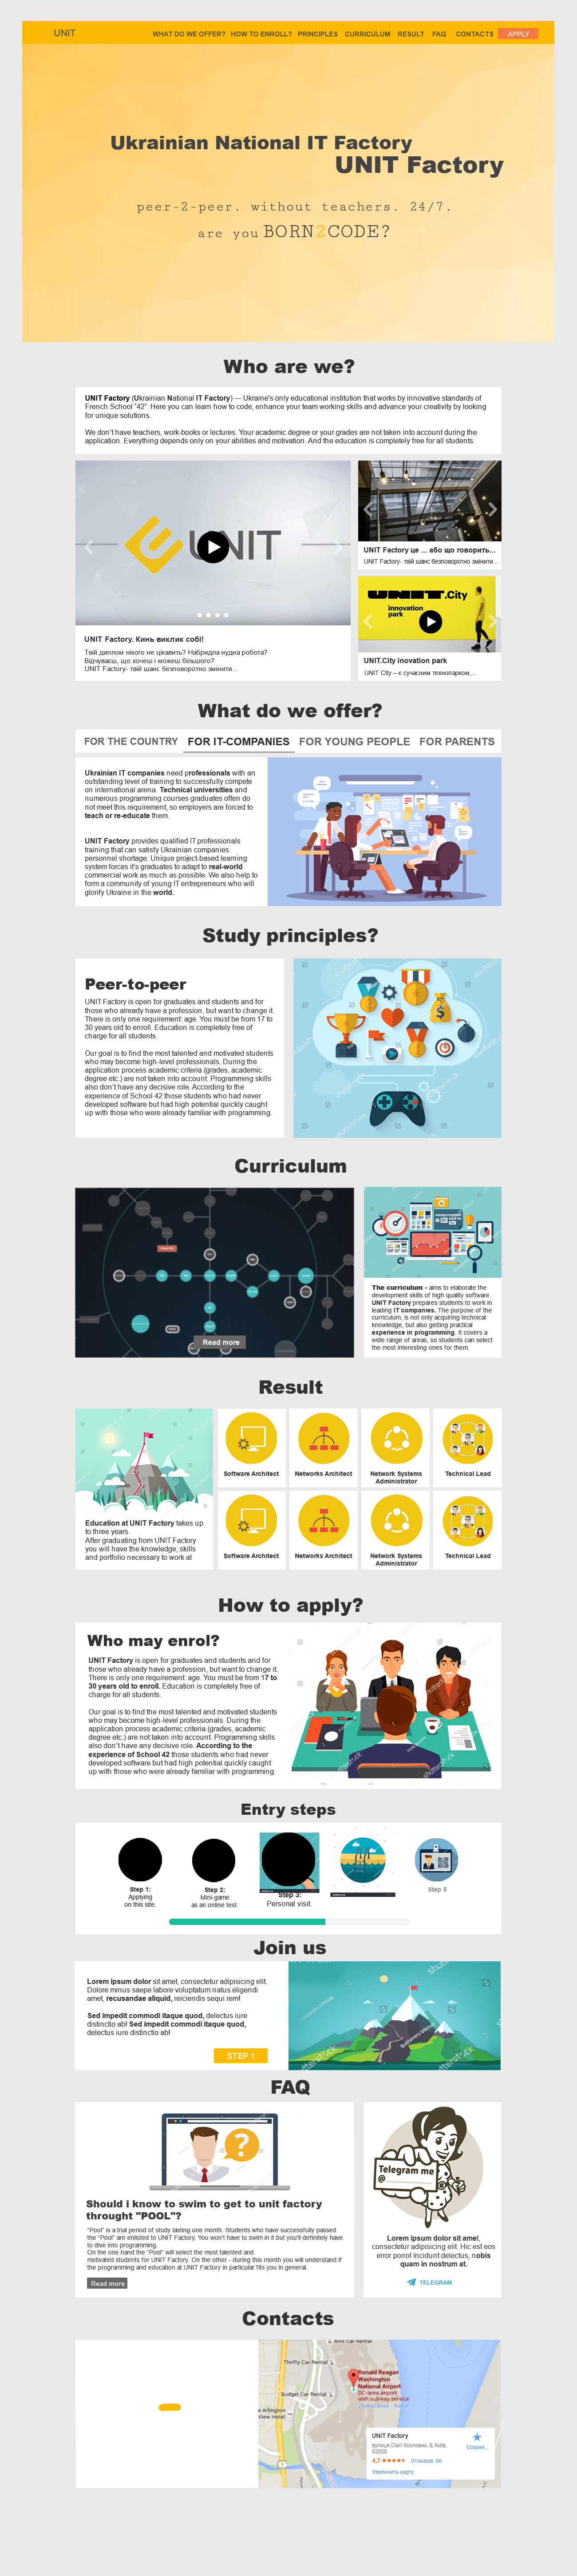 UNIT
WHAT DO WE OFFER? HOW TO ENROLL? PRINCIPLES CURRICULUM RESULT FAQ CONTACTS APPLY
Ukrainian National IT Factory
UNIT Factory
peer-2-peer. without teachers. 24/7.
are you BORN2CODE?
Who are we?
UNIT Factory (Ukrainian National IT Factory) — Ukraine's only educational institution that works by innovative standards of
French School "42". Here you can learn how to code, enhance your team working skills and advance your creativity by looking
for unique solutions.
We don't have teachers, work-books or lectures. Your academic degree or your grades are not taken into account during the
application. Everything depends only on your abilities and motivation. And the education is completely free for all students.
UNIT
UNIT Factory. Кинь виклик собі!
Твій диплом нікого не цікавить? Набридла нудна робота?
Відчуваєш, що хочеш і можеш більшого?
UNIT Factory- твій шанс безповоротно змінити...
UNIT Factory це ... або що говорить...
UNIT Factory- твій шанс безповоротно змінити...
UNIT.City
innovation
park
UNIT.City inovation park
UNIT City – є сучасним технопарком,...
What do we offer?
FOR THE COUNTRY FOR IT-COMPANIES FOR YOUNG PEOPLE FOR PARENTS
Ukrainian IT companies need professionals with an
outstanding level of training to successfully compete
on international arena. Technical universities and
numerous programming courses graduates often do
not meet this requirement, so employers are forced to
teach or re-educate them.
UNIT Factory provides qualified IT professionals
training that can satisfy Ukrainian companies
personnel shortage. Unique project-based learning
system forces it's graduates to adapt to real-world
commercial work as much as possible. We also help to
form a community of young IT entrepreneurs who will
glorify Ukraine in the world.
Study principles?
Peer-to-peer
UNIT Factory is open for graduates and students and for
those who already have a profession, but want to change it.
There is only one requirement: age. You must be from 17 to
30 years old to enroll. Education is completely free of
charge for all students.
Our goal is to find the most talented and motivated students
who may become high-level professionals. During the
application process academic criteria (grades, academic
degree etc.) are not taken into account. Programming skills
also don't have any decisive role. According to the
experience of School 42 those students who had never
developed software but had high potential quickly caught
up with those who were already familiar with programming.
Curriculum
Read more
The curriculum - aims to elaborate the
development skills of high quality software.
UNIT Factory prepares students to work in
leading IT companies. The purpose of the
curriculum, is not only acquiring technical
knowledge, but also getting practical
experience in programming. It covers a
wide range of areas, so students can select
the most interesting ones for them.
Result
Education at UNIT Factory takes up
to three years.
After graduating from UNIT Factory
you will have the knowledge, skills
and portfolio necessary to work at
Software Architect
Networks Architect
Network Systems
Administrator
Technical Lead
Software Architect
Networks Architect
Network Systems
Administrator
Technical Lead
How to apply?
Who may enrol?
UNIT Factory is open for graduates and students and for
those who already have a profession, but want to change it.
There is only one requirement: age. You must be from 17 to
30 years old to enroll. Education is completely free of
charge for all students.
Our goal is to find the most talented and motivated students
who may become high-level professionals. During the
application process academic criteria (grades, academic
degree etc.) are not taken into account. Programming skills
also don't have any decisive role. According to the
experience of School 42 those students who had never
developed software but had high potential quickly caught
up with those who were already familiar with programming.
Entry steps
Step 1:
Applying
on this site.
Step 2:
Mini-game
as an online test.
Step 3:
Personal visit.
Step 5
Join us
Lorem ipsum dolor sit amet, consectetur adipisicing elit.
Dolore minus saepe labore voluptatum natus eligendi
amet, recusandae aliquid, reiciendis sequi rem!
Sed impedit commodi itaque quod, delectus iure
distinctio ab! Sed impedit commodi itaque quod,
delectus iure distinctio ab!
STEP 1
FAQ
Should i know to swim to get to unit factory
throught "POOL"?
"Pool" is a trial period of study lasting one month. Students who have successfully passed
the "Pool" are enlisted to UNIT Factory. You won't have to swim in it but you'll definitely have
to dive into programming.
On the one hand the "Pool" will select the most talented and
motivated students for UNIT Factory. On the other - during this month you will understand if
the programming and education at UNIT Factory in particular fits you in general.
Read more
Telegram me
@
Lorem ipsum dolor sit amet,
consectetur adipisicing elit. Hic est eos
error porro! Incidunt delectus, nobis
quam in nostrum at.
TELEGRAM
Contacts
Avis Car Rental
Thrifty Car Rental
Budget Car Rental
e Arlington
View Hotel
Ronald Reagan
Washington
National Airport
DC-area airport
with subway service
UNIT Factory
вулиця Сім'ї Хохлових, 8, Київ,
02000
Сохран...
4,7 Отзывов: 66
Увеличить карту